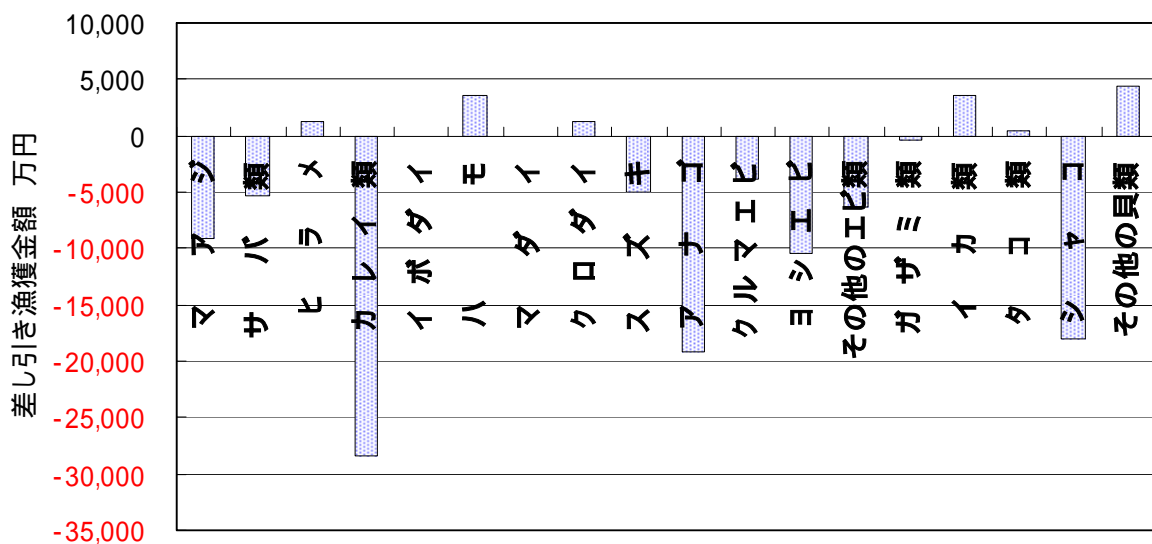 差し引き漁獲金額 万円
10,000
5,000
0
-5,000
-10,000
-15,000
-20,000
-25,000
-30,000
-35,000
マアジ
サバ類
ヒラメ
カレイ類
イボダイ
ハモ
マダイ
クロダイ
スズキ
アナゴ
クルマエビ
ヨシエビ
その他のエビ類
ガザミ類
イカ類
タコ類
シャコ
その他の貝類